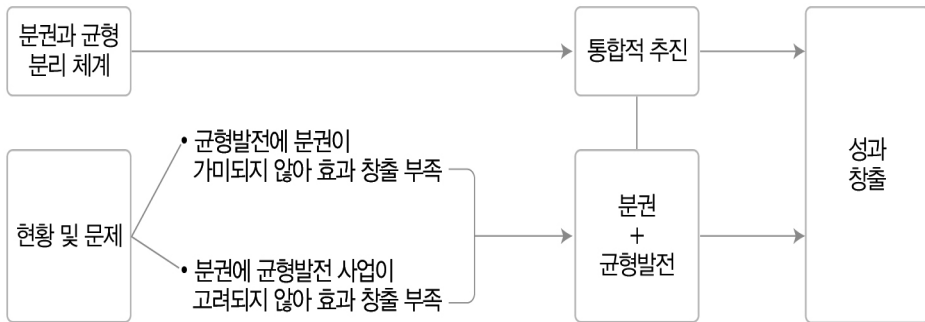 분권과 균형
분리 체계
통합적 추진
성과
창출
현황 및 문제
• 균형발전에 분권이
가미되지 않아 효과 창출 부족
• 분권에 균형발전 사업이
고려되지 않아 효과 창출 부족
분권
+
균형발전